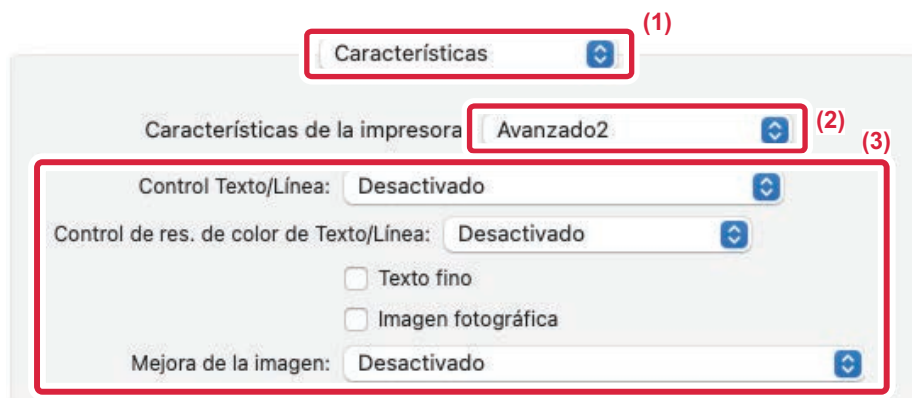 (1)
Características
Características de la impresora Avanzado2 (2)
(3)
Control Texto/Línea: Desactivado
Control de res. de color de Texto/Línea: Desactivado
Texto fino
Imagen fotográfica
Mejora de la imagen: Desactivado